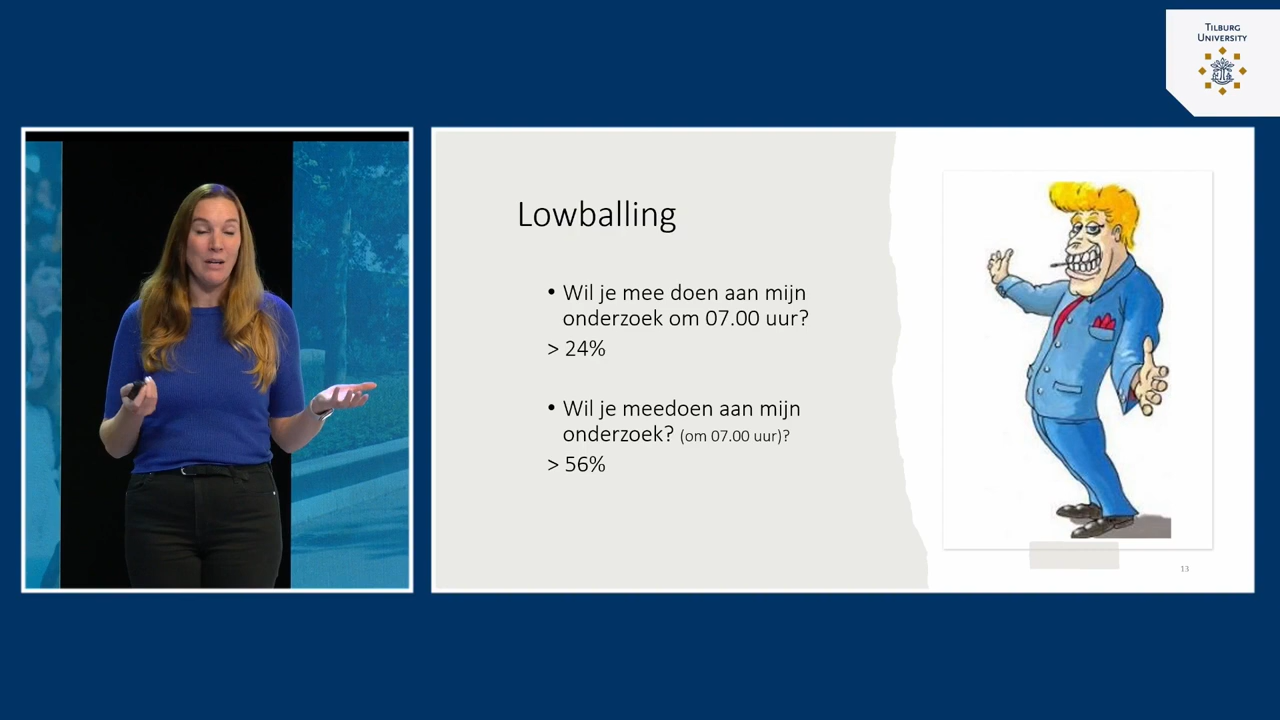 TILBURG
UNIVERSITY
Lowballing
• Wil je mee doen aan mijn
onderzoek om 07.00 uur?
> 24%
• Wil je meedoen aan mijn
onderzoek? (om 07.00 uur)?
> 56%
13